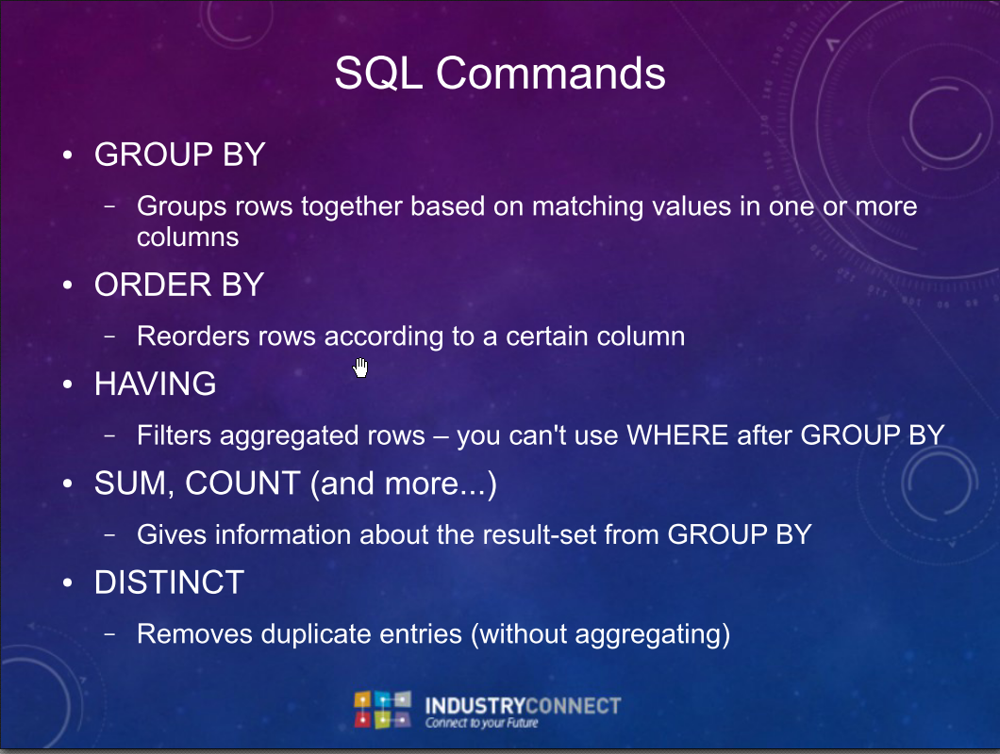 SQL Commands
• GROUP BY
– Groups rows together based on matching values in one or more
columns
• ORDER BY
– Reorders rows according to a certain column
• HAVING
– Filters aggregated rows – you can't use WHERE after GROUP BY
• SUM, COUNT (and more...)
– Gives information about the result-set from GROUP BY
• DISTINCT
– Removes duplicate entries (without aggregating)
INDUSTRYCONNECT
Connect to your Future